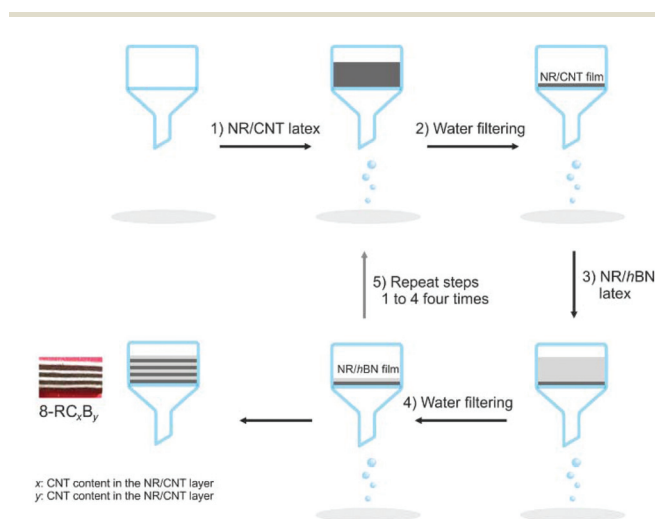 1) NR/CNT latex
2) Water filtering
NR/CNT film
3) NR/hBN
latex
5) Repeat steps
1 to 4 four times
NR/hBN film
4) Water filtering
8-RCxBy
x: CNT content in the NR/CNT layer
y: CNT content in the NR/CNT layer